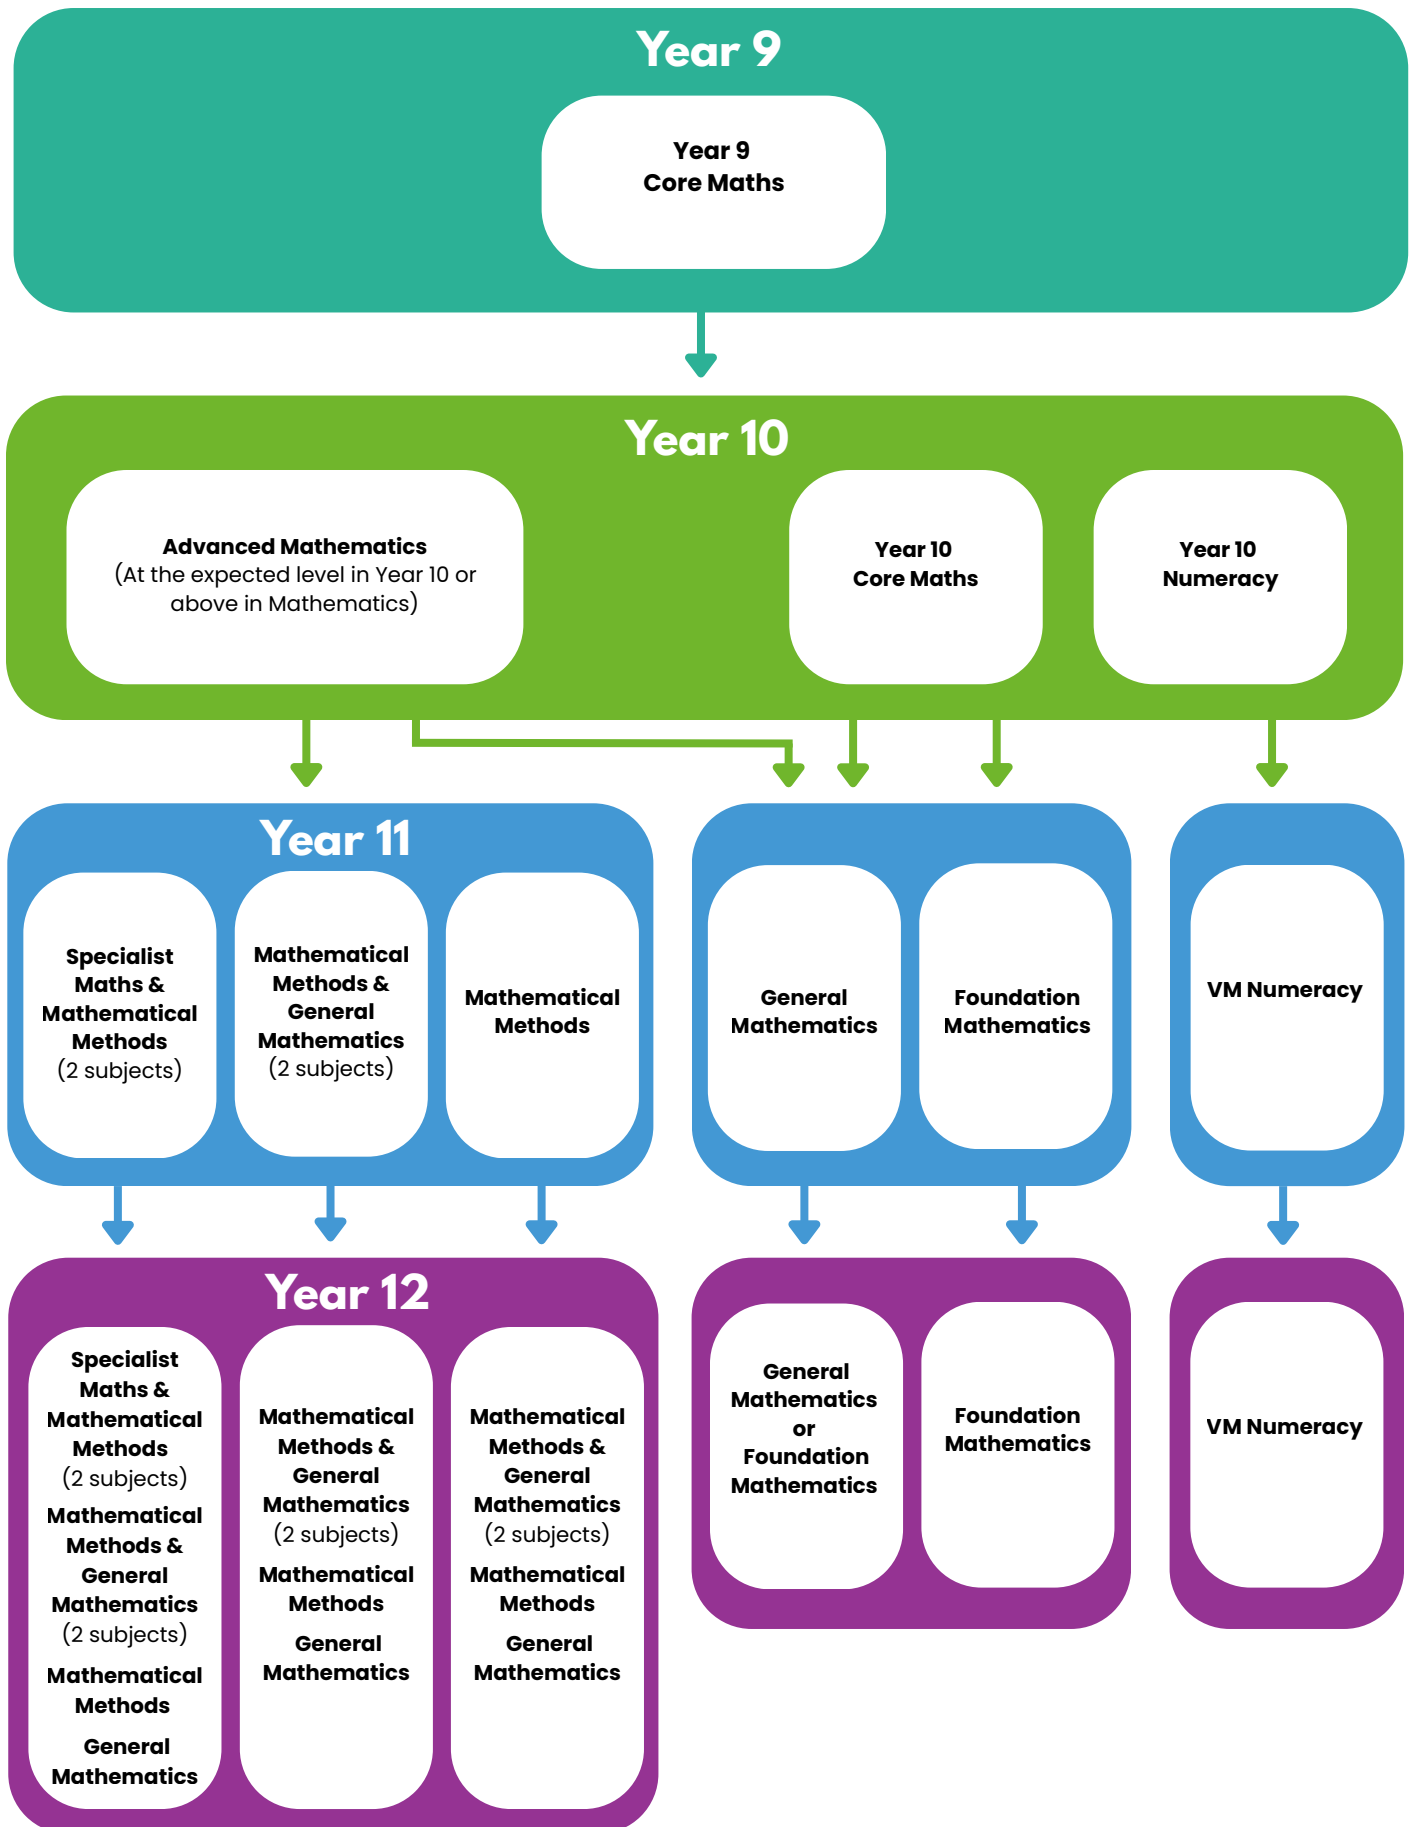 Year 9
Year 9
Core Maths
Year 10
Advanced Mathematics
(At the expected level in Year 10 or
above in Mathematics)
Year 10
Core Maths
Year 10
Numeracy
Year 11
Specialist
Maths &
Mathematical
Methods
(2 subjects)
Mathematical
Methods &
General
Mathematics
(2 subjects)
Mathematical
Methods
General
Mathematics
Foundation
Mathematics
VM Numeracy
Year 12
Specialist
Maths &
Mathematical
Methods
(2 subjects)
Mathematical
Methods &
General
Mathematics
(2 subjects)
Mathematical
Methods
General
Mathematics
Mathematical
Methods &
General
Mathematics
(2 subjects)
Mathematical
Methods
General
Mathematics
Mathematical
Methods &
General
Mathematics
(2 subjects)
Mathematical
Methods
General
Mathematics
General
Mathematics
or
Foundation
Mathematics
Foundation
Mathematics
VM Numeracy